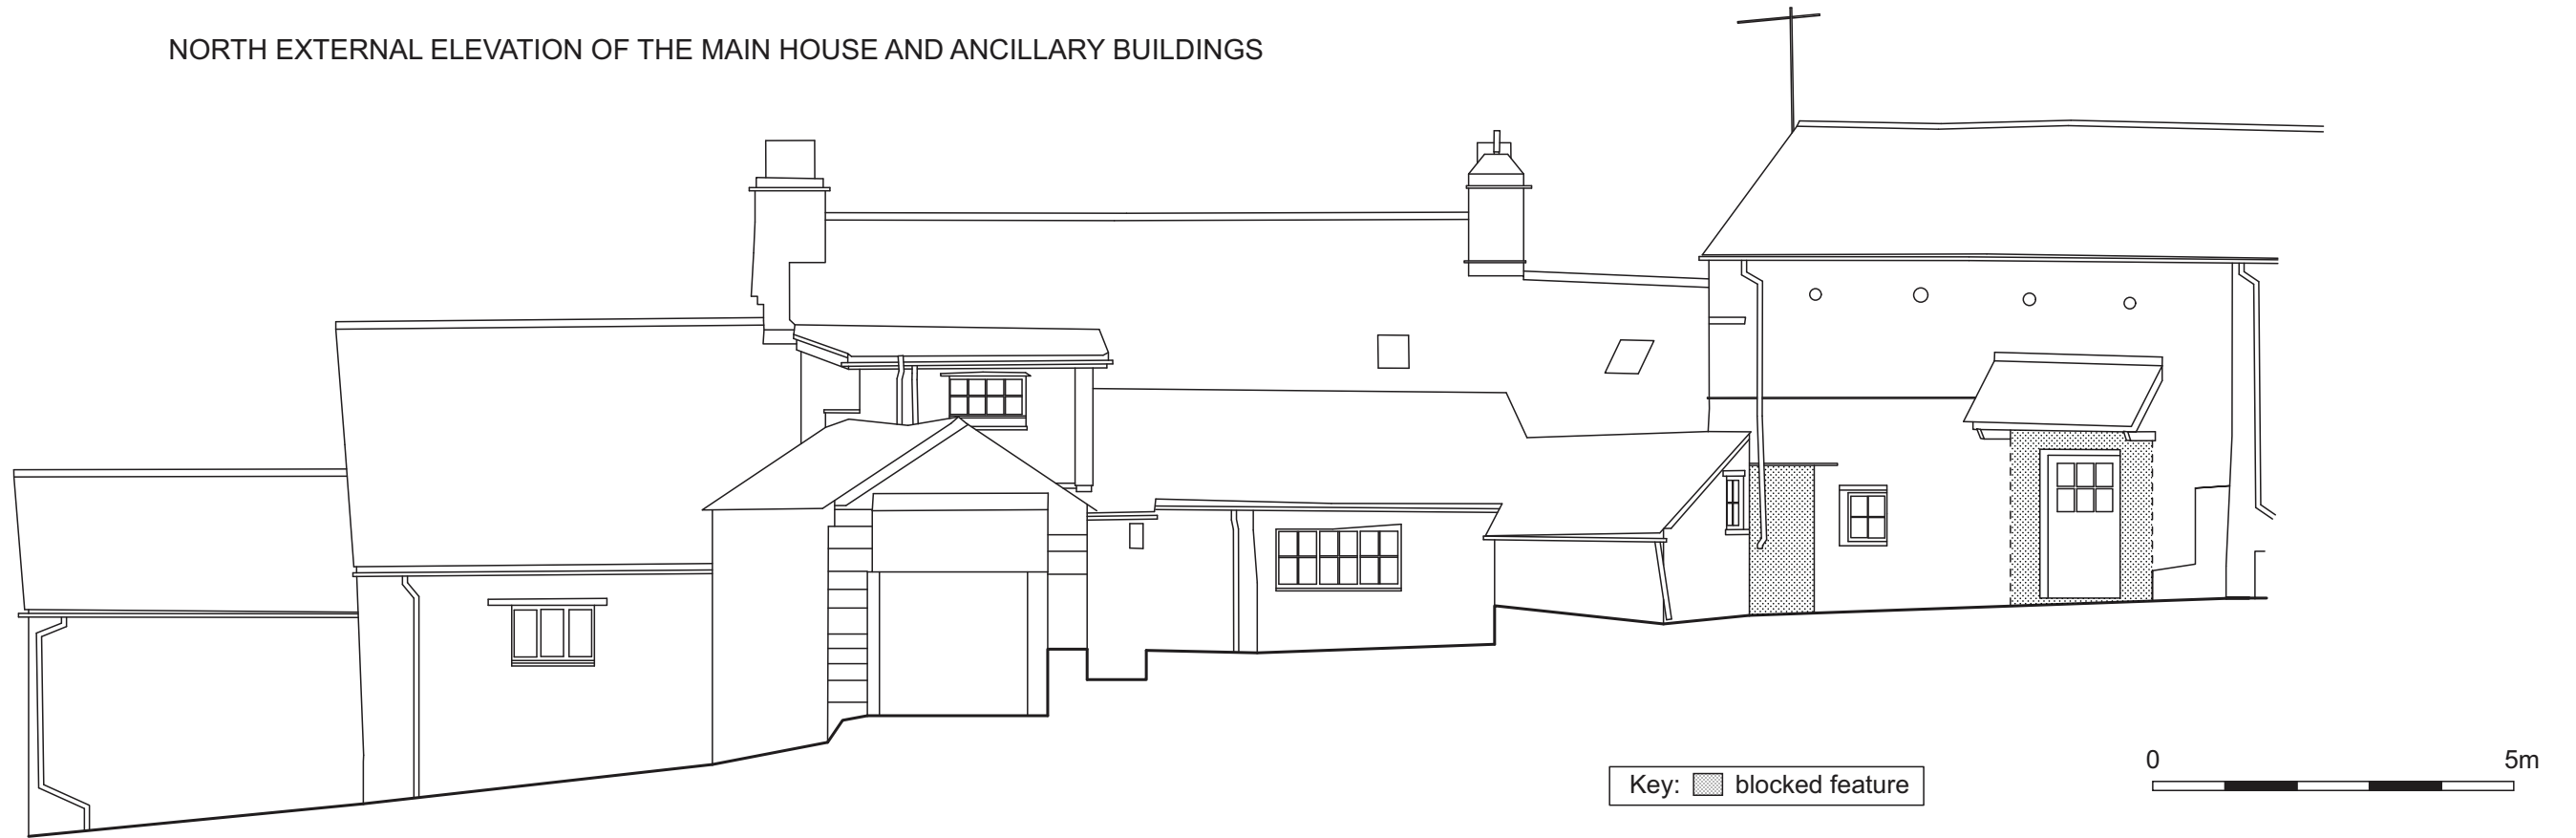 NORTH EXTERNAL ELEVATION OF THE MAIN HOUSE AND ANCILLARY BUILDINGS
Key: blocked feature
0 5m